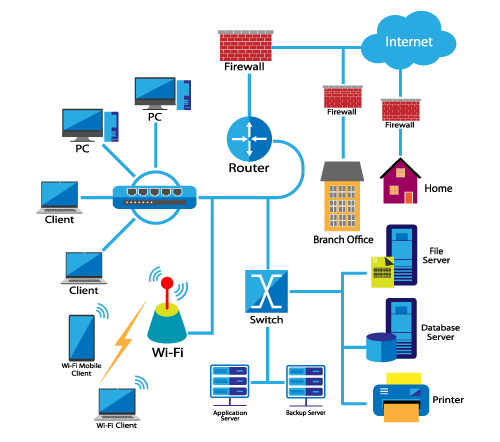 Internet
Firewall
Firewall
Firewall
PC
PC
Router
Home
Client
Branch Office
File
Server
Client
Switch
Database
Server
Wi-Fi
Wi-Fi Mobile
Client
Printer
Application
Server
Backup Server
Wi-Fi Client